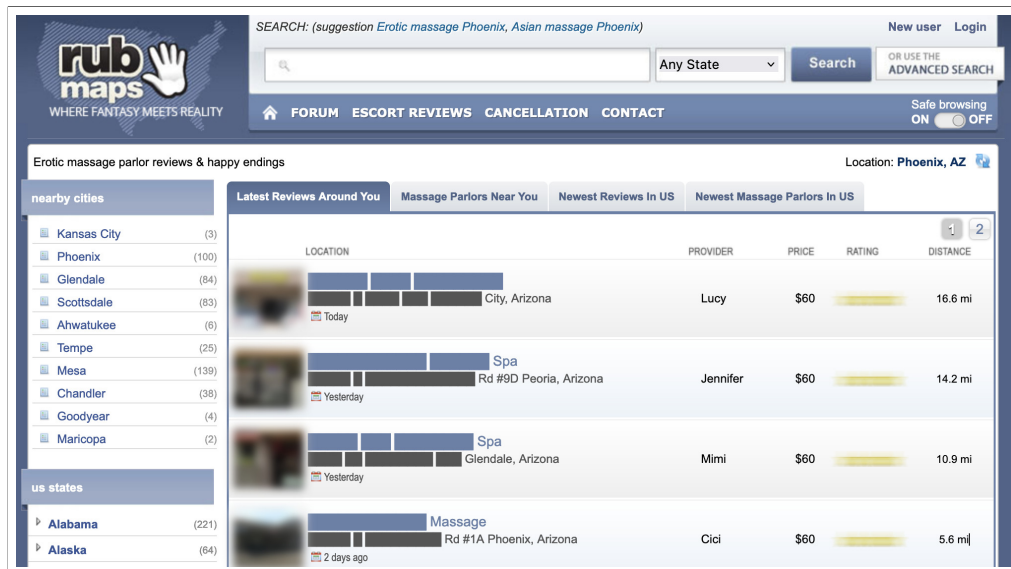 SEARCH: (suggestion Erotic massage Phoenix, Asian massage Phoenix)
New user Login
rub
maps
WHERE FANTASY MEETS REALITY
Any State
Search
OR USE THE
ADVANCED SEARCH
FORUM ESCORT REVIEWS CANCELLATION CONTACT
Safe browsing
ON OFF
Erotic massage parlor reviews & happy endings
Location: Phoenix, AZ
nearby cities
Kansas City (3)
Phoenix (100)
Glendale (84)
Scottsdale (83)
Ahwatukee (6)
Tempe (25)
Mesa (139)
Chandler (38)
Goodyear (4)
Maricopa (2)
us states
Alabama (221)
Alaska (64)
Latest Reviews Around You Massage Parlors Near You Newest Reviews In US Newest Massage Parlors In US
1 2
LOCATION PROVIDER PRICE RATING DISTANCE
City, Arizona Lucy $60 16.6 mi
Today
Spa
Rd #9D Peoria, Arizona Jennifer $60 14.2 mi
Yesterday
Spa
Glendale, Arizona Mimi $60 10.9 mi
Yesterday
Massage
Rd #1A Phoenix, Arizona Cici $60 5.6 mi
2 days ago